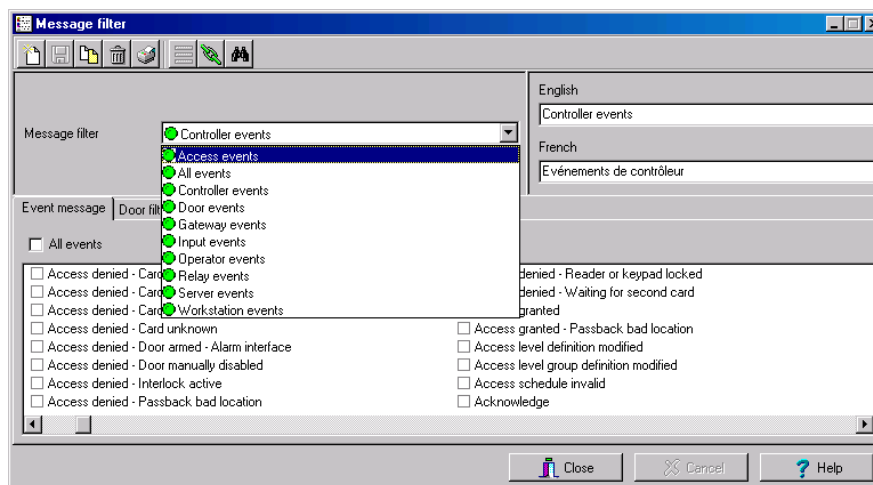 Message filter
English
Controller events
Message filter
Controller events
French
Evénements de contrôleur
Access events
All events
Controller events
Door events
Gateway events
Input events
Operator events
Relay events
Server events
Workstation events
Event message
Door filt
All events
Access denied - Card
Access denied - Card
Access denied - Card
Access denied - Card unknown
Access denied - Door armed - Alarm interface
Access denied - Door manually disabled
Access denied - Interlock active
Access denied - Passback bad location
denied - Reader or keypad locked
denied - Waiting for second card
granted
Access granted - Passback bad location
Access level definition modified
Access level group definition modified
Access schedule invalid
Acknowledge
Close
Cancel
Help